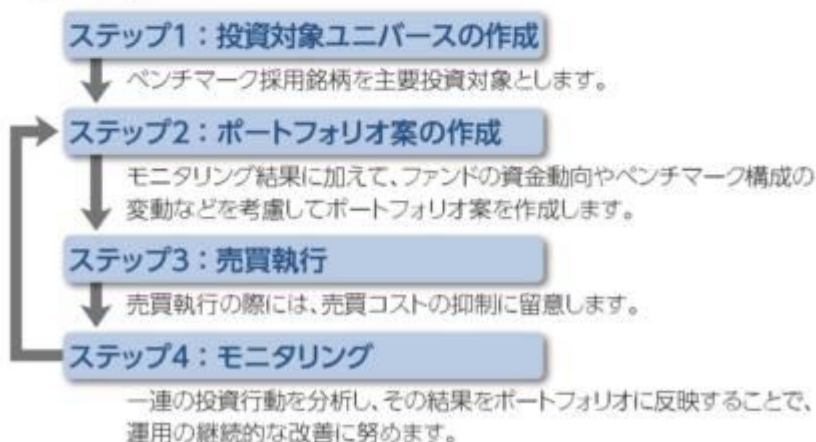 ステップ1：投資対象ユニバースの作成
ベンチマーク採用銘柄を主要投資対象とします。
ステップ2：ポートフォリオ案の作成
モニタリング結果に加えて、ファンドの資金動向やベンチマーク構成の
変動などを考慮してポートフォリオ案を作成します。
ステップ3：売買執行
売買執行の際には、売買コストの抑制に留意します。
ステップ4：モニタリング
一連の投資行動を分析し、その結果をポートフォリオに反映することで、
運用の継続的な改善に努めます。